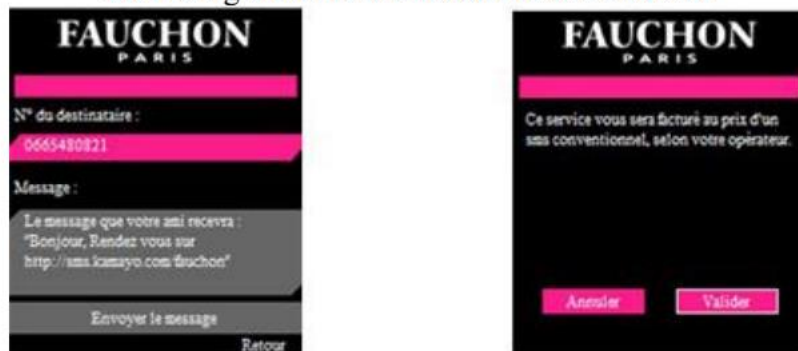 FAUCHON
PARIS
N° du destinataire :
0665480821
Message :
Le message que votre ami recevra :
"Bonjour, Rendez vous sur
http://sms.kamayo.com/fauchon"
Envoyer le message
Retour
FAUCHON
PARIS
Ce service vous sera facturé au prix d'un
sms conventionnel, selon votre opérateur.
Annuler
Valider